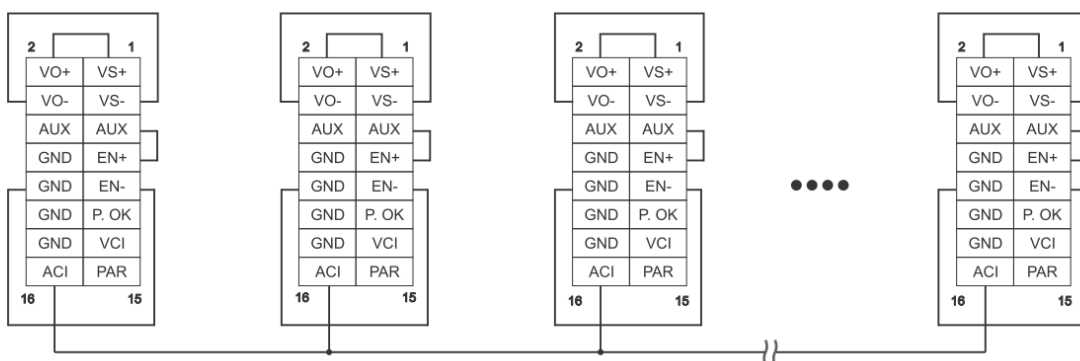 2 1
VO+ VS+
VO- VS-
AUX AUX
GND EN+
GND EN-
GND P. OK
GND VCI
ACI PAR
16 15
2 1
VO+ VS+
VO- VS-
AUX AUX
GND EN+
GND EN-
GND P. OK
GND VCI
ACI PAR
16 15
2 1
VO+ VS+
VO- VS-
AUX AUX
GND EN+
GND EN-
GND P. OK
GND VCI
ACI PAR
16 15
2 1
VO+ VS+
VO- VS-
AUX AUX
GND EN+
GND EN-
GND P. OK
GND VCI
ACI PAR
16 15